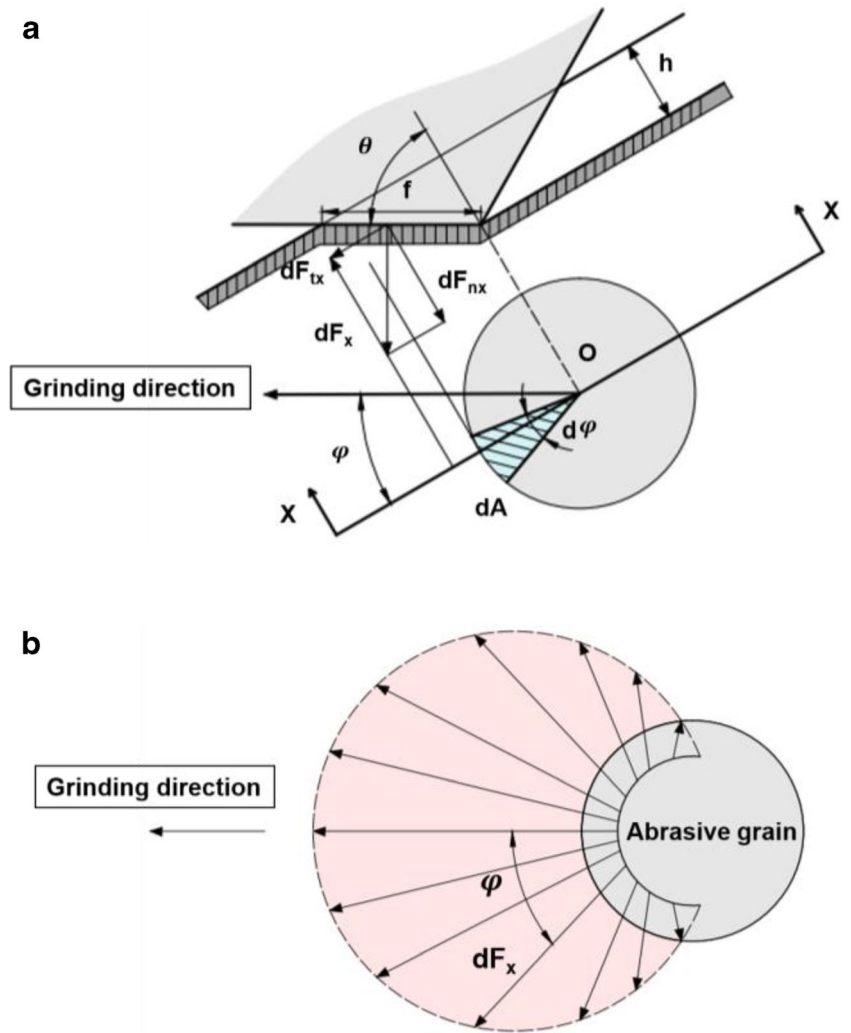 a
h
θ
f
X
dFtx
dFnx
dFx
O
Grinding direction
dφ
φ
X
dA
b
Grinding direction
Abrasive grain
φ
dFx